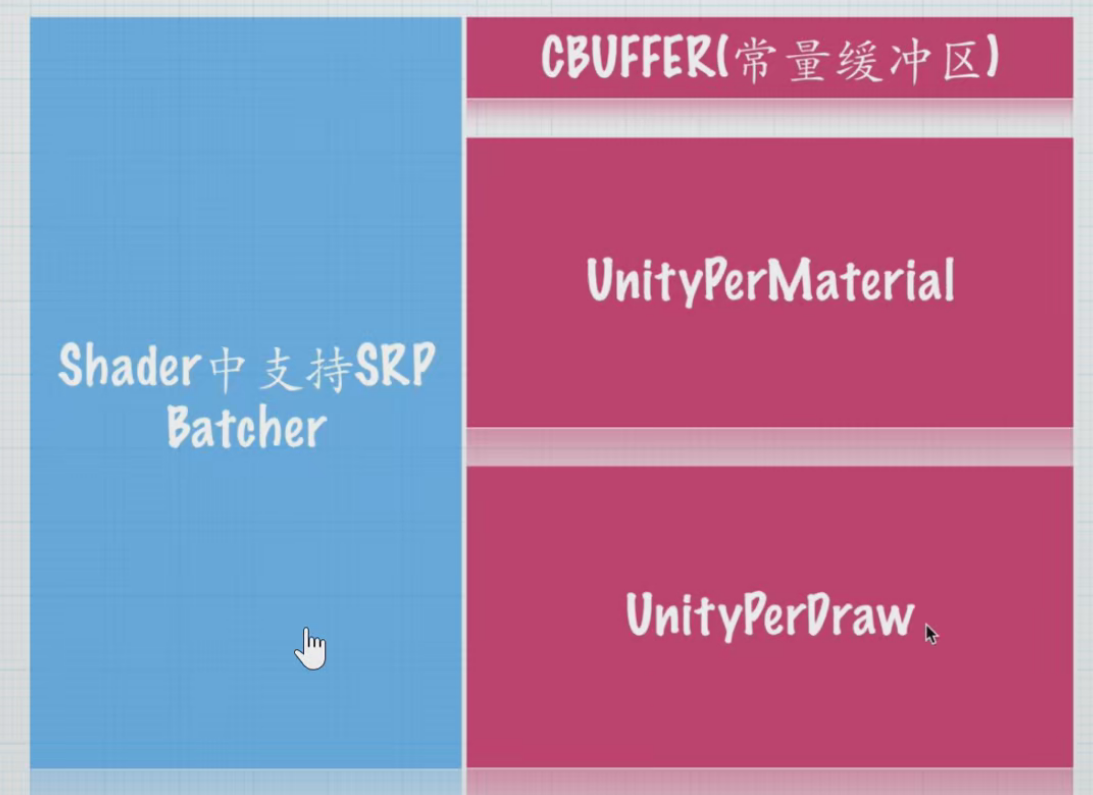 Shader中支持SRP
Batcher
CBUFFER(常量缓冲区)
UnityPerMaterial
UnityPerDraw